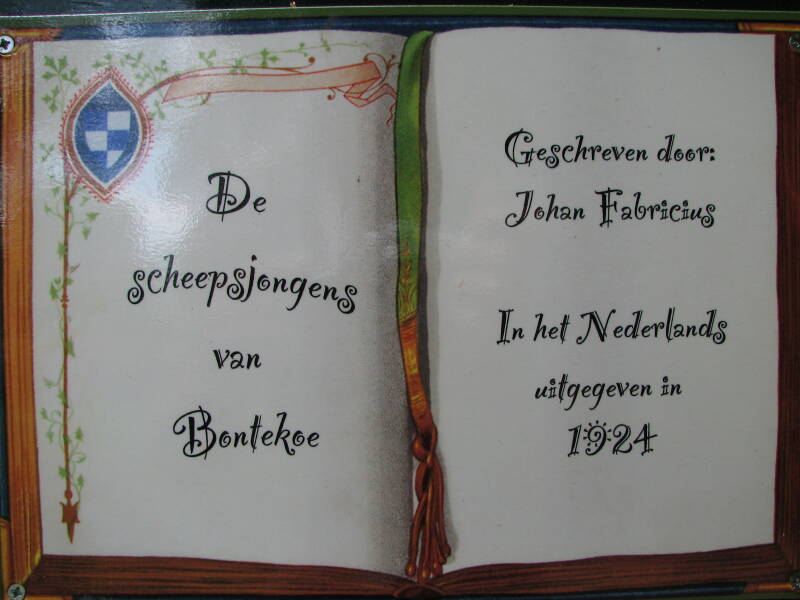 De
scheepsjongens
van
Bontekoe
Geschreven door:
Johan Fabricius
In het Nederlands
uitgegeven in
1924